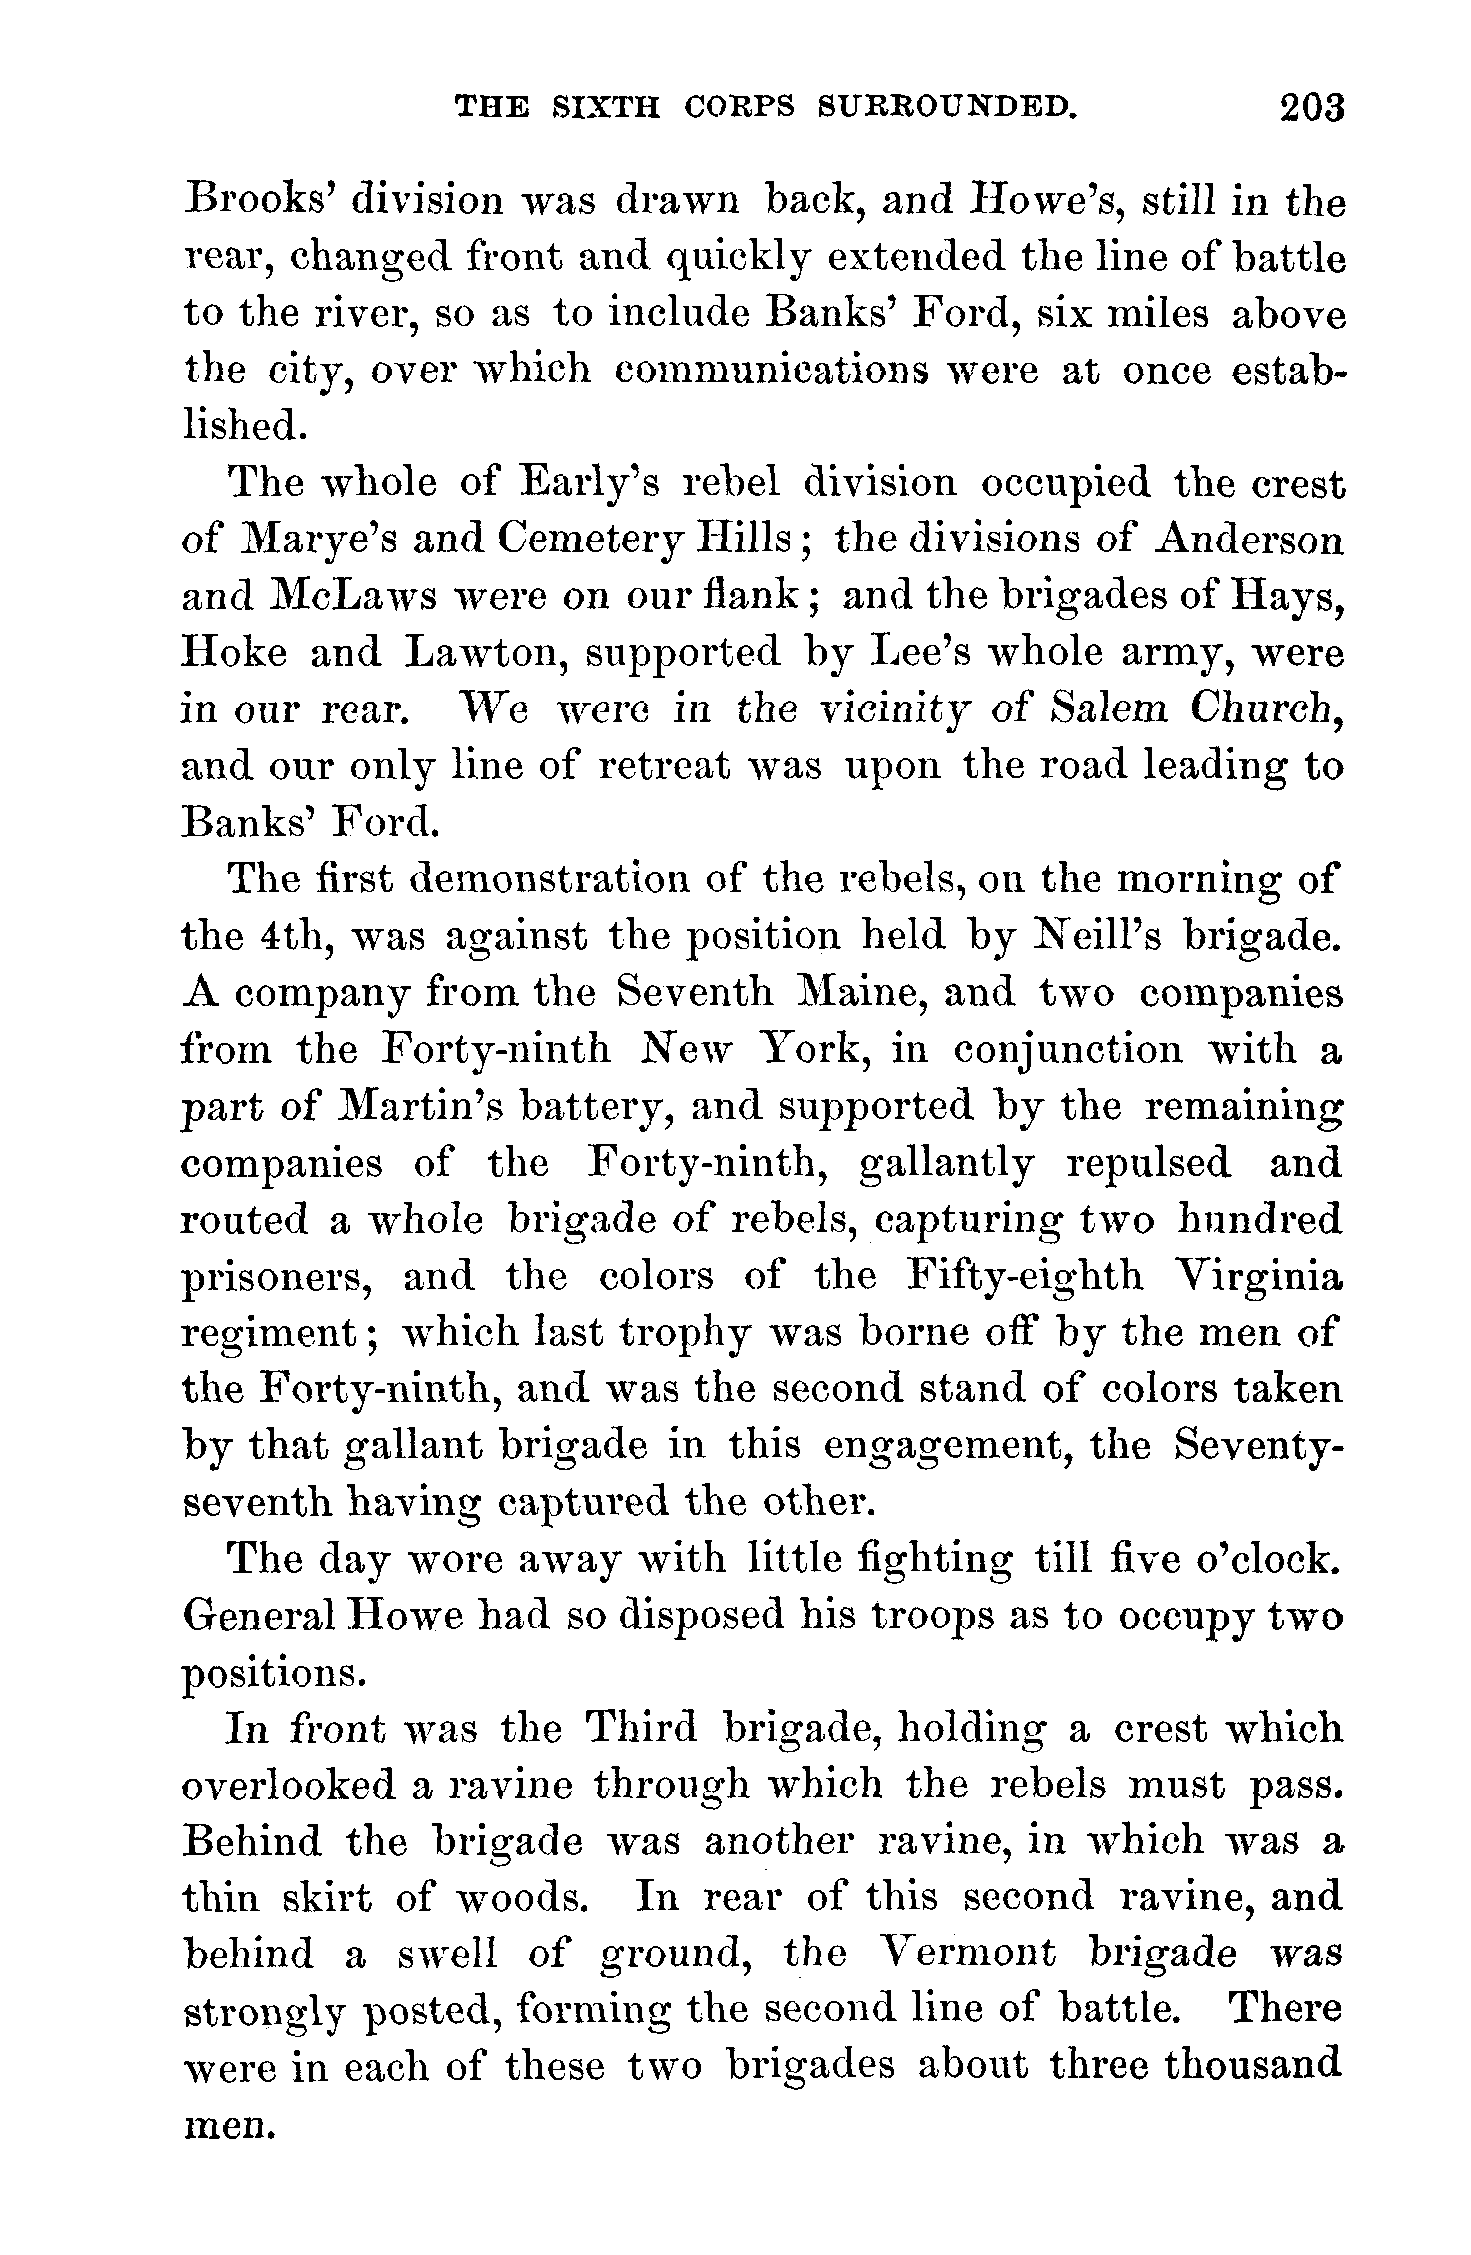 THE SIXTH CORPS SURROUNDED. 203
Brooks' division was drawn back, and Howe's, still in the
rear, changed front and quickly extended the line of battle
to the river, so as to include Banks' Ford, six miles above
the city, over which communications were at once estab-
lished.
The whole of Early's rebel division occupied the crest
of Marye's and Cemetery Hills; the divisions of Anderson
and McLaws were on our flank; and the brigades of Hays,
Hoke and Lawton, supported by Lee's whole army, were
in our rear. We were in the vicinity of Salem Church,
and our only line of retreat was upon the road leading to
Banks' Ford.
The first demonstration of the rebels, on the morning of
the 4th, was against the position held by Neill's brigade.
A company from the Seventh Maine, and two companies
from the Forty-ninth New York, in conjunction with a
part of Martin's battery, and supported by the remaining
companies of the Forty-ninth, gallantly repulsed and
routed a whole brigade of rebels, capturing two hundred
prisoners, and the colors of the Fifty-eighth Virginia
regiment; which last trophy was borne off by the men of
the Forty-ninth, and was the second stand of colors taken
by that gallant brigade in this engagement, the Seventy-
seventh having captured the other.
The day wore away with little fighting till five o'clock.
General Howe had so disposed his troops as to occupy two
positions.
In front was the Third brigade, holding a crest which
overlooked a ravine through which the rebels must pass.
Behind the brigade was another ravine, in which was a
thin skirt of woods. In rear of this second ravine, and
behind a swell of ground, the Vermont brigade was
strongly posted, forming the second line of battle. There
were in each of these two brigades about three thousand
men.